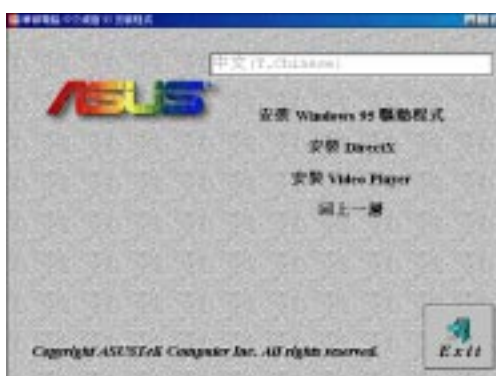 中文 (T.Chinese)
ASUS
安裝 Windows 95 驅動程式
安裝 DirectX
安裝 Video Player
回上一層
Copyright ASUSTeK Computer Inc. All rights reserved.
Exit